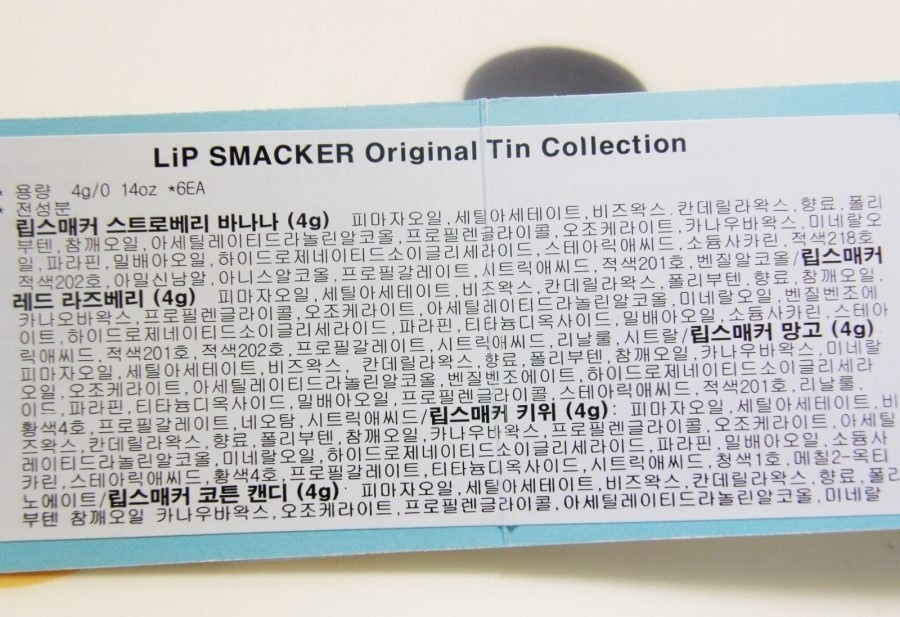 LiP SMACKER Original Tin Collection
* 용량 4g/0 14oz *6EA
* 전성분
립스매커 스트로베리 바나나 (4g) 피마자오일,세틸아세테이트,비즈왁스,칸데릴라왁스,향료,폴리
부텐,참깨오일,아세틸레이티드라놀린알코올,프로필렌글라이콜,오조케라이트,카나우바왁스,미네랄오
일,파라핀,밀배아오일,하이드로제네이티드소이글리세라이드,스테아릭애씨드,소듐사카린,적색218호
적색202호,아밀신남알,아니스알코올,프로필갈레이트,시트릭애씨드,적색201호,벤질알코올/립스매커
레드 라즈베리 (4g) 피마자오일,세틸아세테이트,비즈왁스,칸데릴라왁스,폴리부텐,향료,참깨오일,
카나오바왁스,프로필렌글라이콜,오조케라이트,아세틸레이티드라놀린알코올,미네랄오일,벤질벤조에
이트,하이드로제네이티드소이글리세라이드,파라핀,티타늄디옥사이드,밀배아오일,소듐사카린,스테아
릭애씨드,적색201호,적색202호,프로필갈레이트,시트릭애씨드,리날룰,시트랄/립스매커 망고 (4g)
피마자오일,세틸아세테이트,비즈왁스, 칸데릴라왁스,향료,폴리부텐,참깨오일,카나우바왁스,미네랄
오일,오조케라이트,아세틸레이티드라놀린알코올,벤질벤조에이트,하이드로제네이티드소이글리세라
이드,파라핀,티타늄디옥사이드,밀배아오일,프로필렌글라이콜,스테아릭애씨드,적색201호,리날룰,
황색4호,프로필갈레이트,네오탐,시트릭애씨드/립스매커 키위 (4g): 피마자오일,세틸아세테이트,비
즈왁스,칸데릴라왁스,향료,폴리부텐,참깨오일,카나우바왁스,프로필렌글라이콜,오조케라이트,아세틸
레이티드라놀린알코올,미네랄오일,하이드로제네이티드소이글리세라이드,파라핀,밀배아오일,소듐사
카린,스테아릭애씨드,황색4호,프로필갈레이트,티타늄디옥사이드,시트릭애씨드,청색1호,메칠2-옥티
노에이트/립스매커 코튼 캔디 (4g) 피마자오일,세틸아세테이트,비즈왁스,칸데릴라왁스,향료,폴리
부텐 참깨오일 카나우바왁스,오조케라이트,프로필렌글라이콜,아세틸레이티드라놀린알코올,미네랄